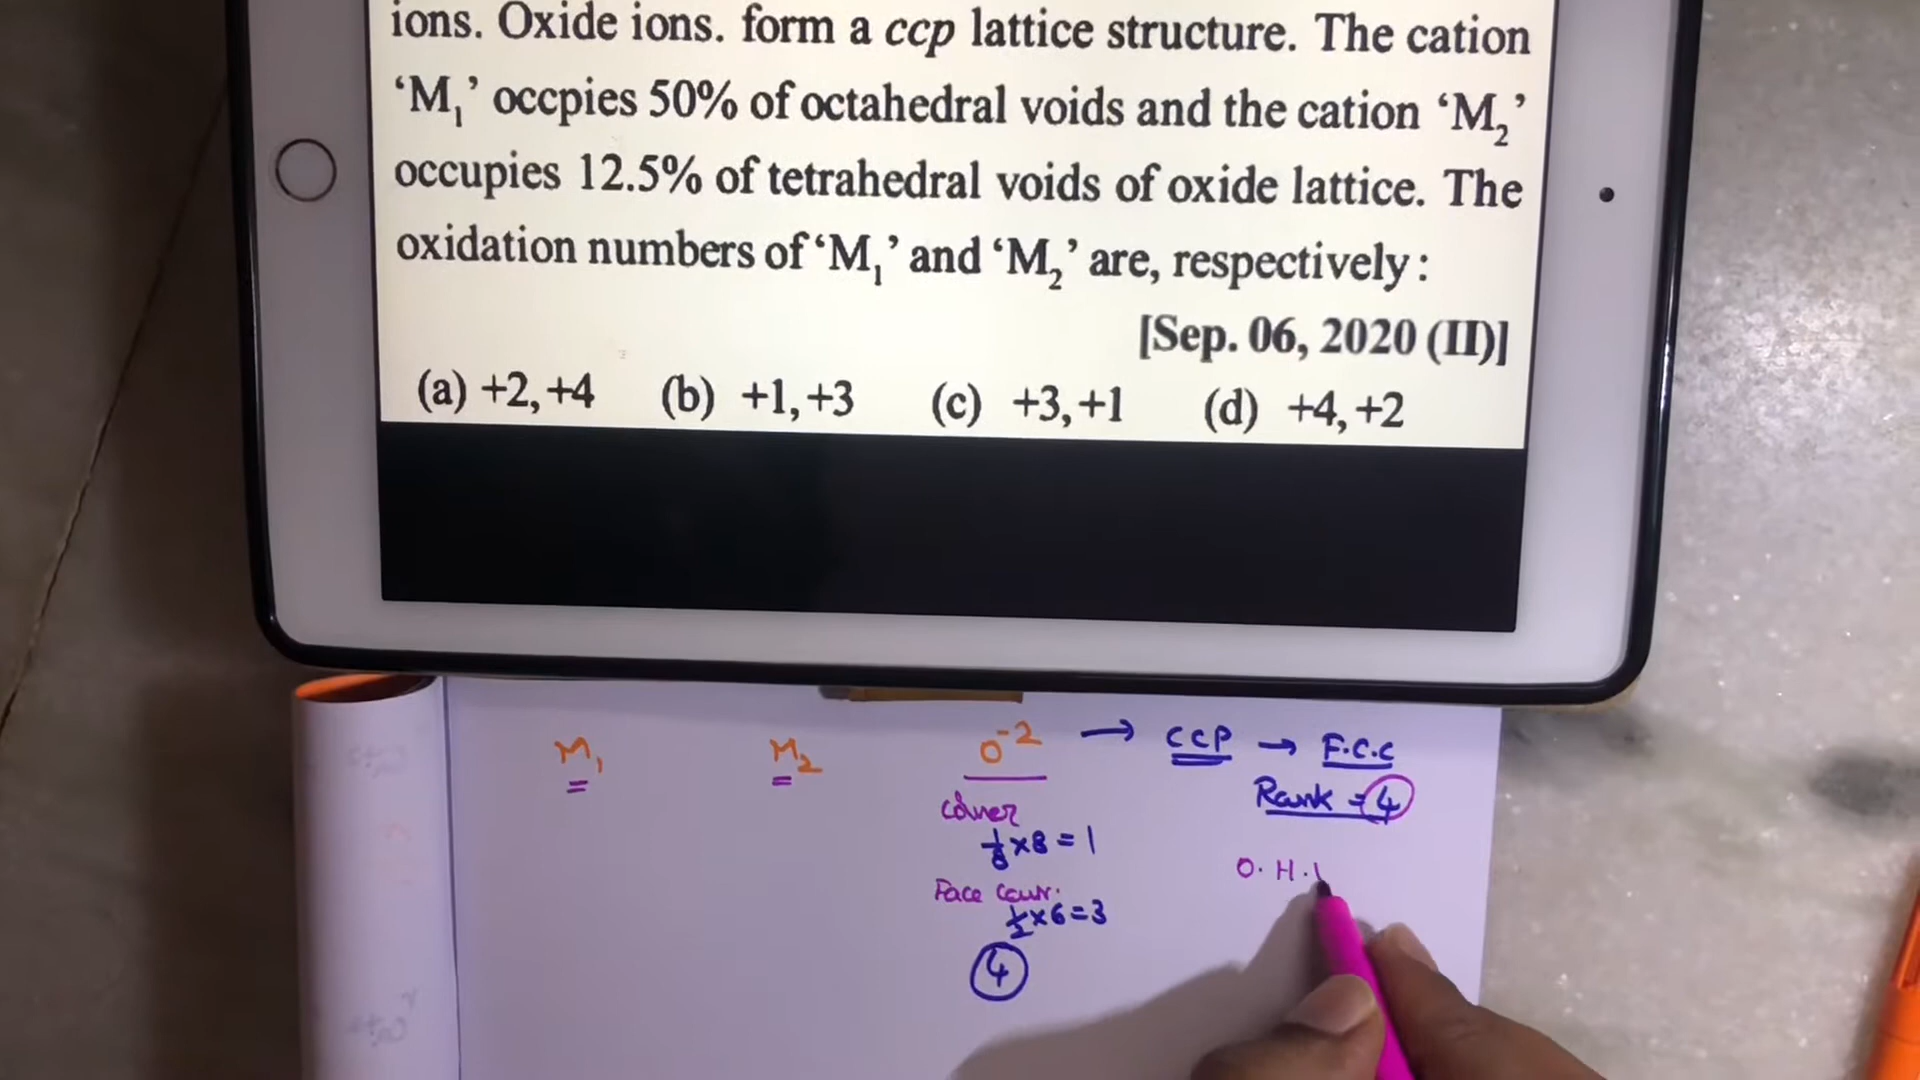 ions. Oxide ions. form a ccp lattice structure. The cation
‘M₁’ occpies 50% of octahedral voids and the cation ‘M₂’
occupies 12.5% of tetrahedral voids of oxide lattice. The
oxidation numbers of ‘M₁’ and ‘M₂’ are, respectively:
[Sep. 06, 2020 (II)]
(a) +2, +4 (b) +1, +3 (c) +3, +1 (d) +4, +2
M₁ M₂ O⁻² → CCP → F.C.C
Rank = 4
Corner
1/8 × 8 = 1
O. H.
Face
1/2 × 6 = 3
4